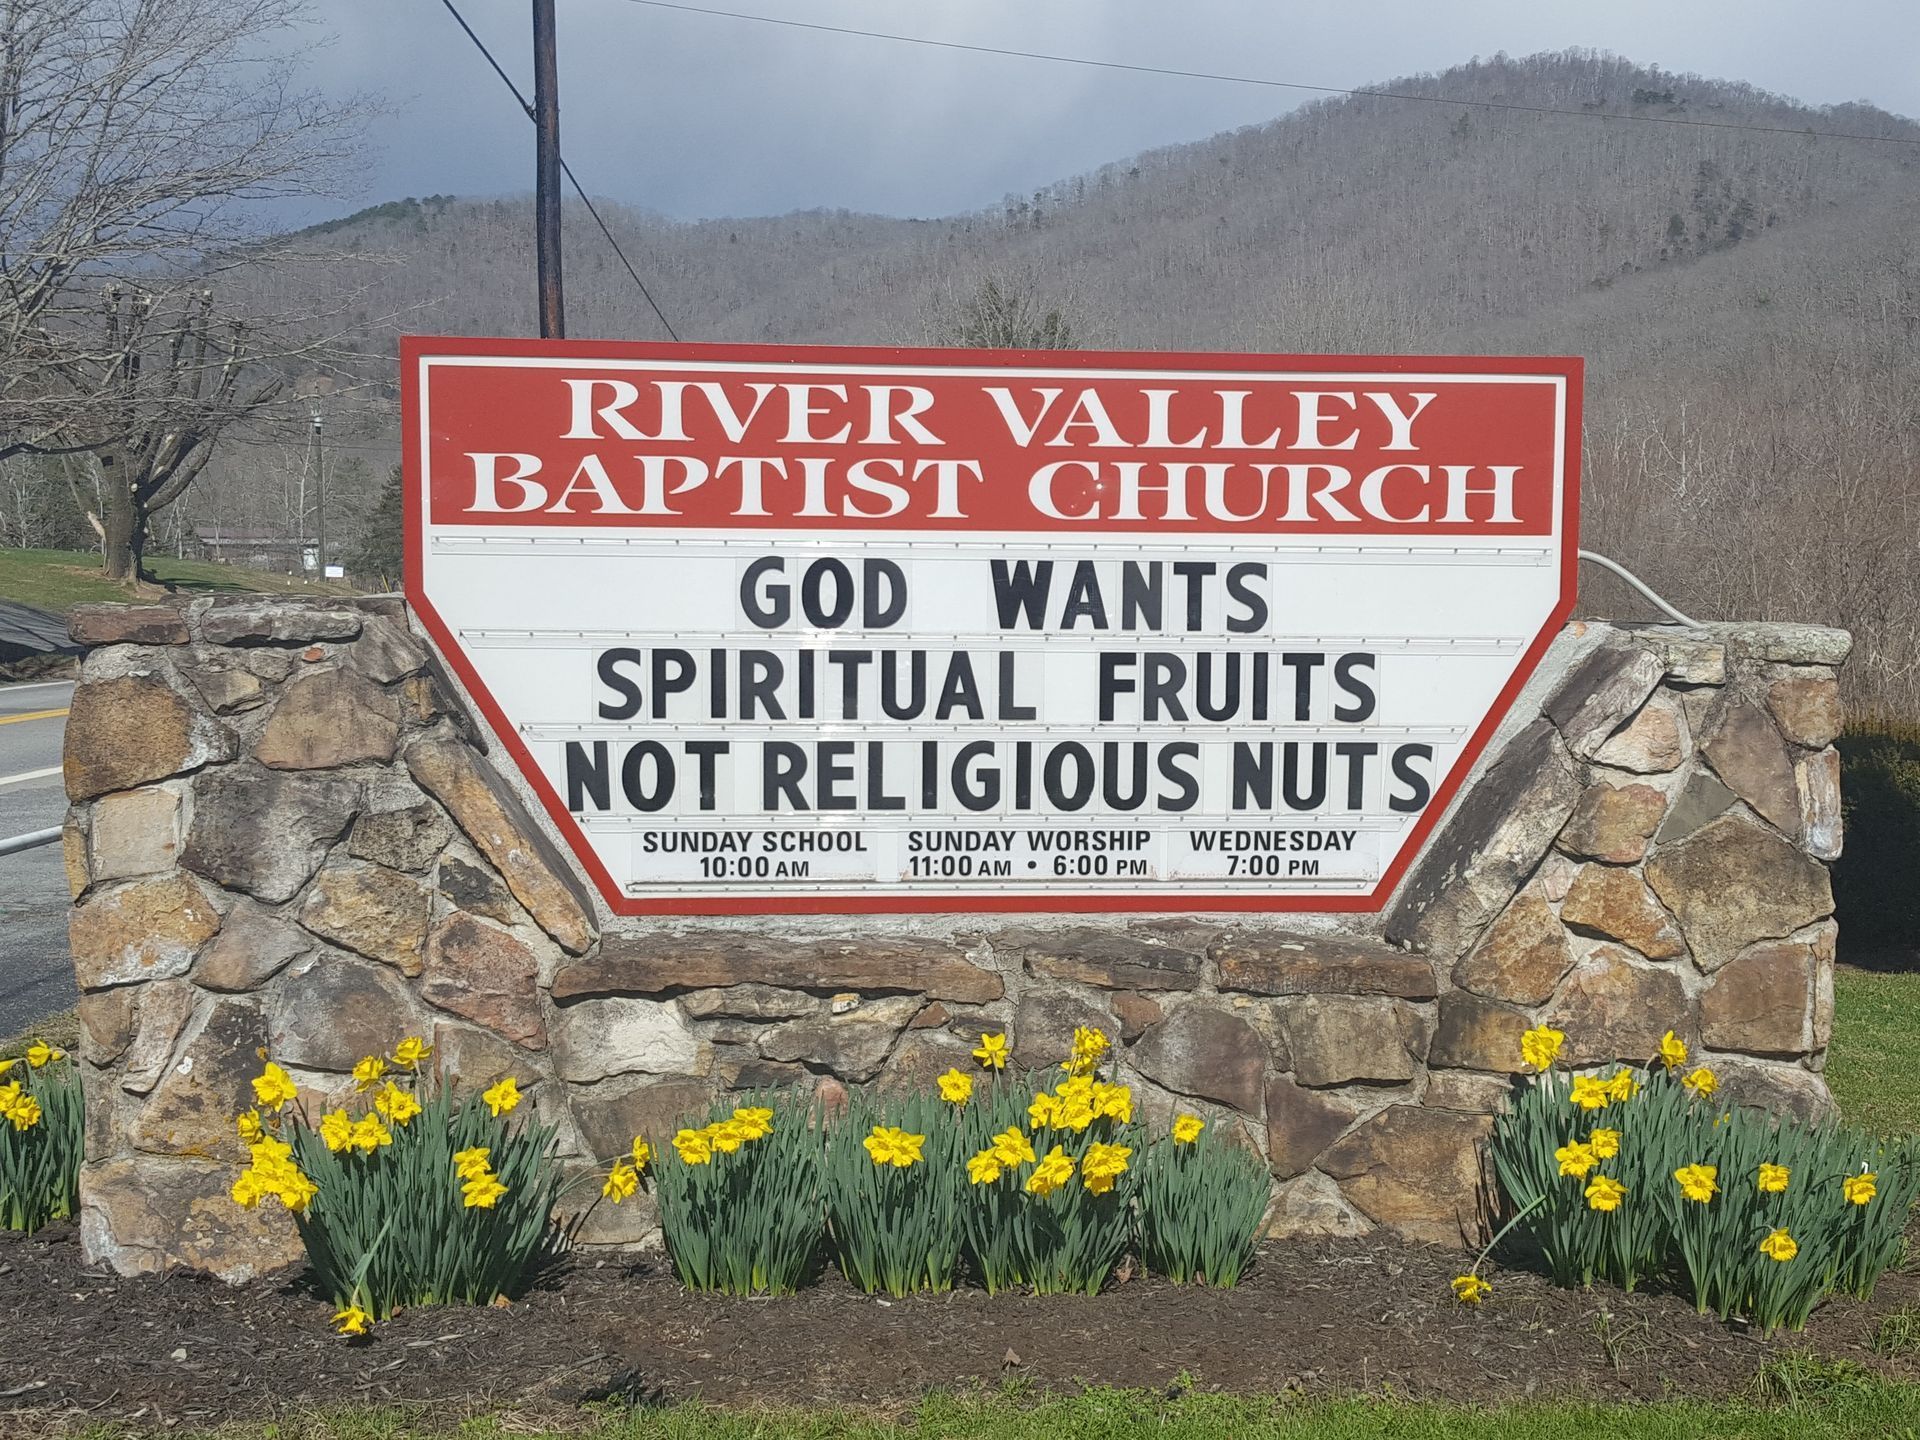 RIVER VALLEY
BAPTIST CHURCH
GOD WANTS
SPIRITUAL FRUITS
NOT RELIGIOUS NUTS
SUNDAY SCHOOL SUNDAY WORSHIP WEDNESDAY
10:00 AM 11:00 AM • 6:00 PM 7:00 PM